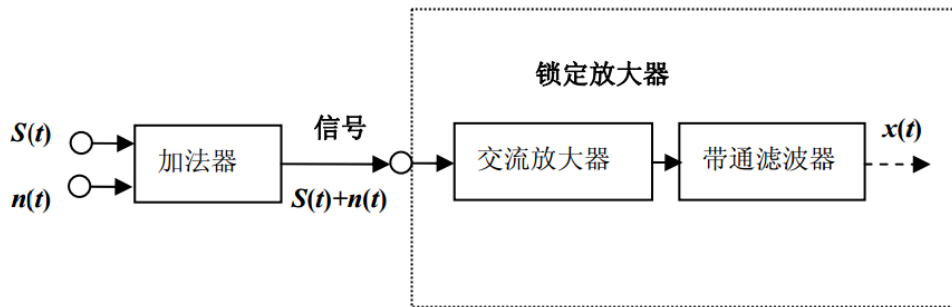 锁定放大器
S(t)
n(t)
加法器
信号
S(t)+n(t)
交流放大器
带通滤波器
x(t)